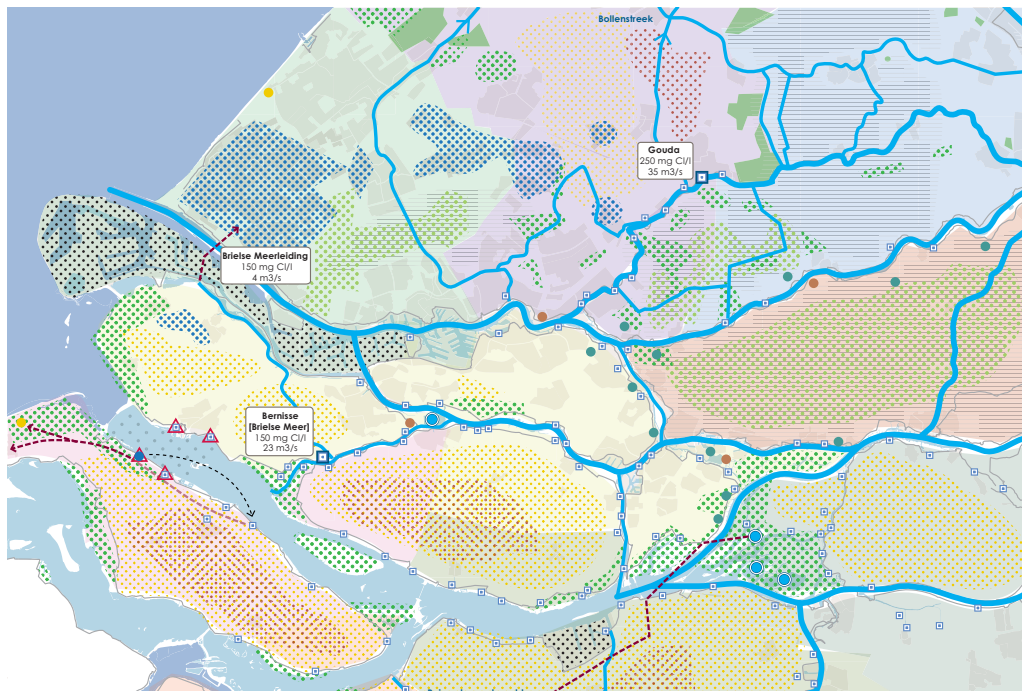 Bollenstreek
Gouda
250 mg Cl/l
35 m3/s
Brielse Meerleiding
150 mg Cl/l
4 m3/s
Bernisse
[Brielse Meer]
150 mg Cl/l
23 m3/s